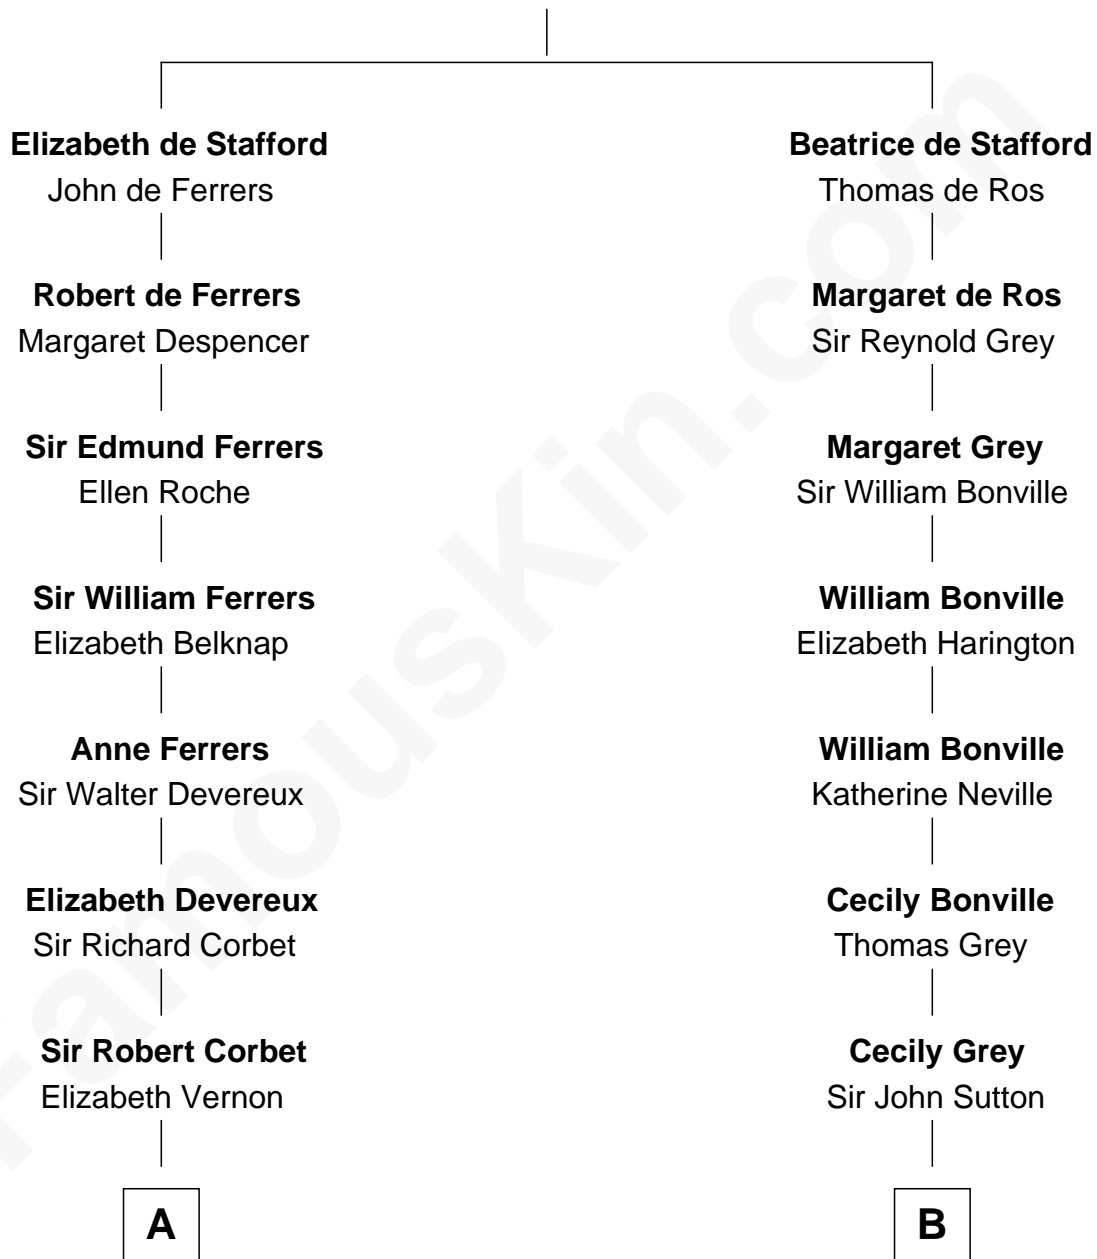 Elizabeth de Stafford
John de Ferrers
Robert de Ferrers
Margaret Despencer
Sir Edmund Ferrers
Ellen Roche
Sir William Ferrers
Elizabeth Belknap
Anne Ferrers
Sir Walter Devereux
Elizabeth Devereux
Sir Richard Corbet
Sir Robert Corbet
Elizabeth Vernon
A
Beatrice de Stafford
Thomas de Ros
Margaret de Ros
Sir Reynold Grey
Margaret Grey
Sir William Bonville
William Bonville
Elizabeth Harington
William Bonville
Katherine Neville
Cecily Bonville
Thomas Grey
Cecily Grey
Sir John Sutton
B
FamousKin.com